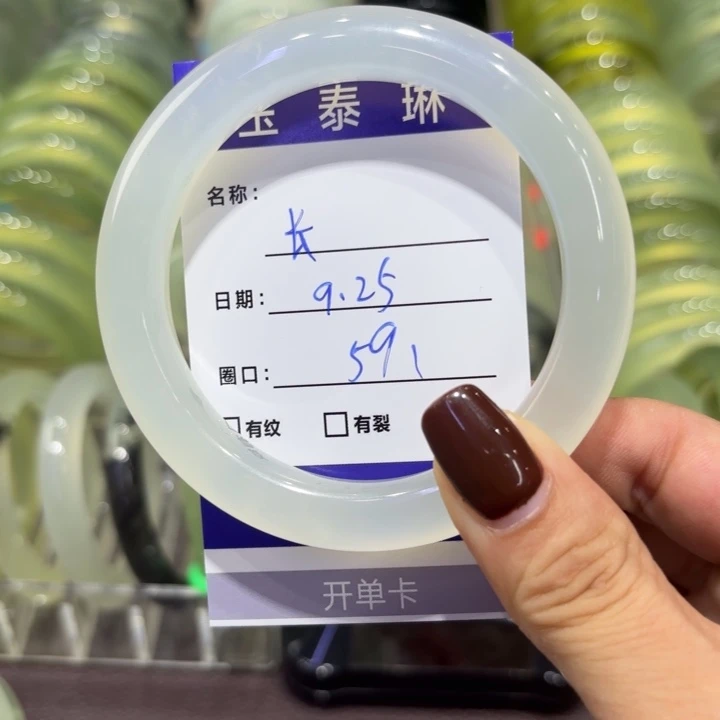 玉泰琳
名称：
长
日期： 9.25
圈口： 59.1
□有纹 □有裂
开单卡